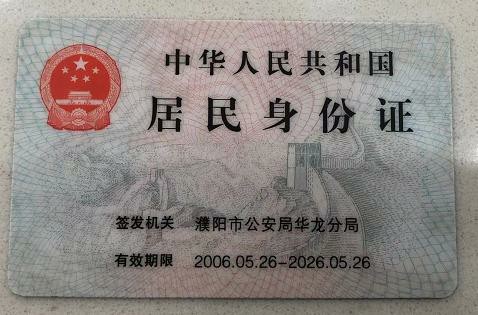 中华人民共和国
居民身份证
签发机关 濮阳市公安局华龙分局
有效期限 2006.05.26-2026.05.26